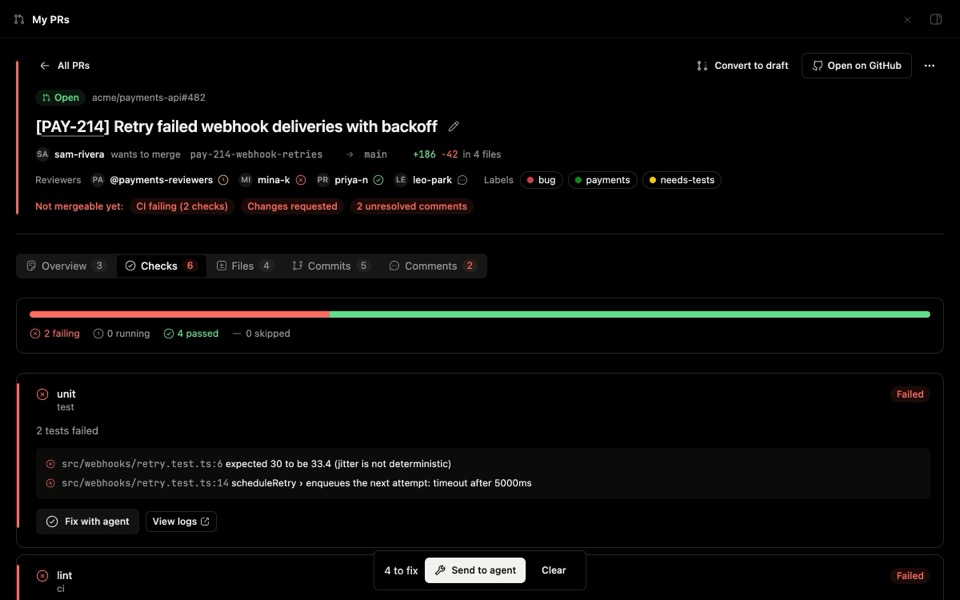 My PRs
All PRs
Convert to draft
Open on GitHub
Open acme/payments-api#482
[PAY-214] Retry failed webhook deliveries with backoff
SA sam-rivera wants to merge pay-214-webhook-retries → main +186 -42 in 4 files
Reviewers PA @payments-reviewers MI mina-k PR priya-n LE leo-park Labels bug payments needs-tests
Not mergeable yet: CI failing (2 checks) Changes requested 2 unresolved comments
Overview 3 Checks 6 Files 4 Commits 5 Comments 2
2 failing 0 running 4 passed 0 skipped
unit Failed
test
2 tests failed
src/webhooks/retry.test.ts:6 expected 30 to be 33.4 (jitter is not deterministic)
src/webhooks/retry.test.ts:14 scheduleRetry › enqueues the next attempt: timeout after 5000ms
Fix with agent View logs
4 to fix Send to agent Clear
lint Failed
ci